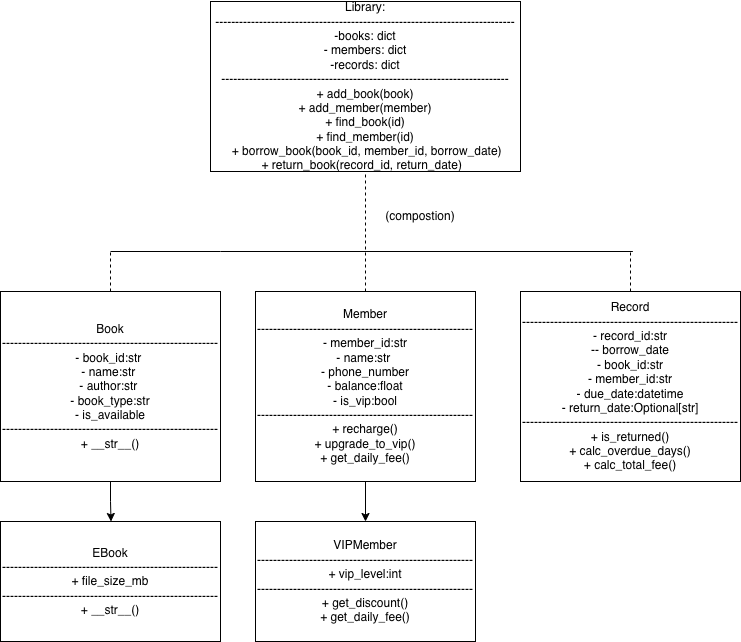 Library:
-books: dict
- members: dict
-records: dict
+ add_book(book)
+ add_member(member)
+ find_book(id)
+ find_member(id)
+ borrow_book(book_id, member_id, borrow_date)
+ return_book(record_id, return_date)
(compostion)
Book
- book_id:str
- name:str
- author:str
- book_type:str
- is_available
+ __str__()
Member
- member_id:str
- name:str
- phone_number
- balance:float
- is_vip:bool
+ recharge()
+ upgrade_to_vip()
+ get_daily_fee()
Record
- record_id:str
-- borrow_date
- book_id:str
- member_id:str
- due_date:datetime
- return_date:Optional[str]
+ is_returned()
+ calc_overdue_days()
+ calc_total_fee()
EBook
+ file_size_mb
+ __str__()
VIPMember
+ vip_level:int
+ get_discount()
+ get_daily_fee()